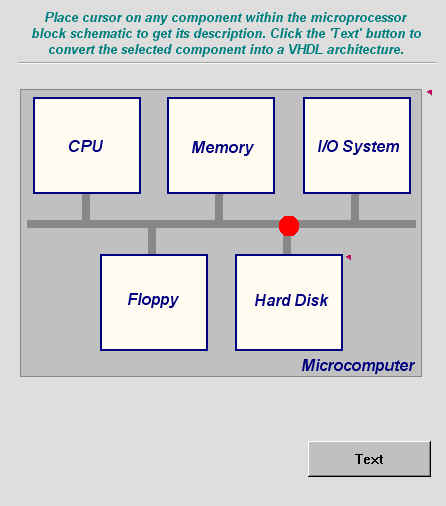 Place cursor on any component within the microprocessor
block schematic to get its description. Click the 'Text' button to
convert the selected component into a VHDL architecture.
CPU
Memory
I/O System
Floppy
Hard Disk
Microcomputer
Text